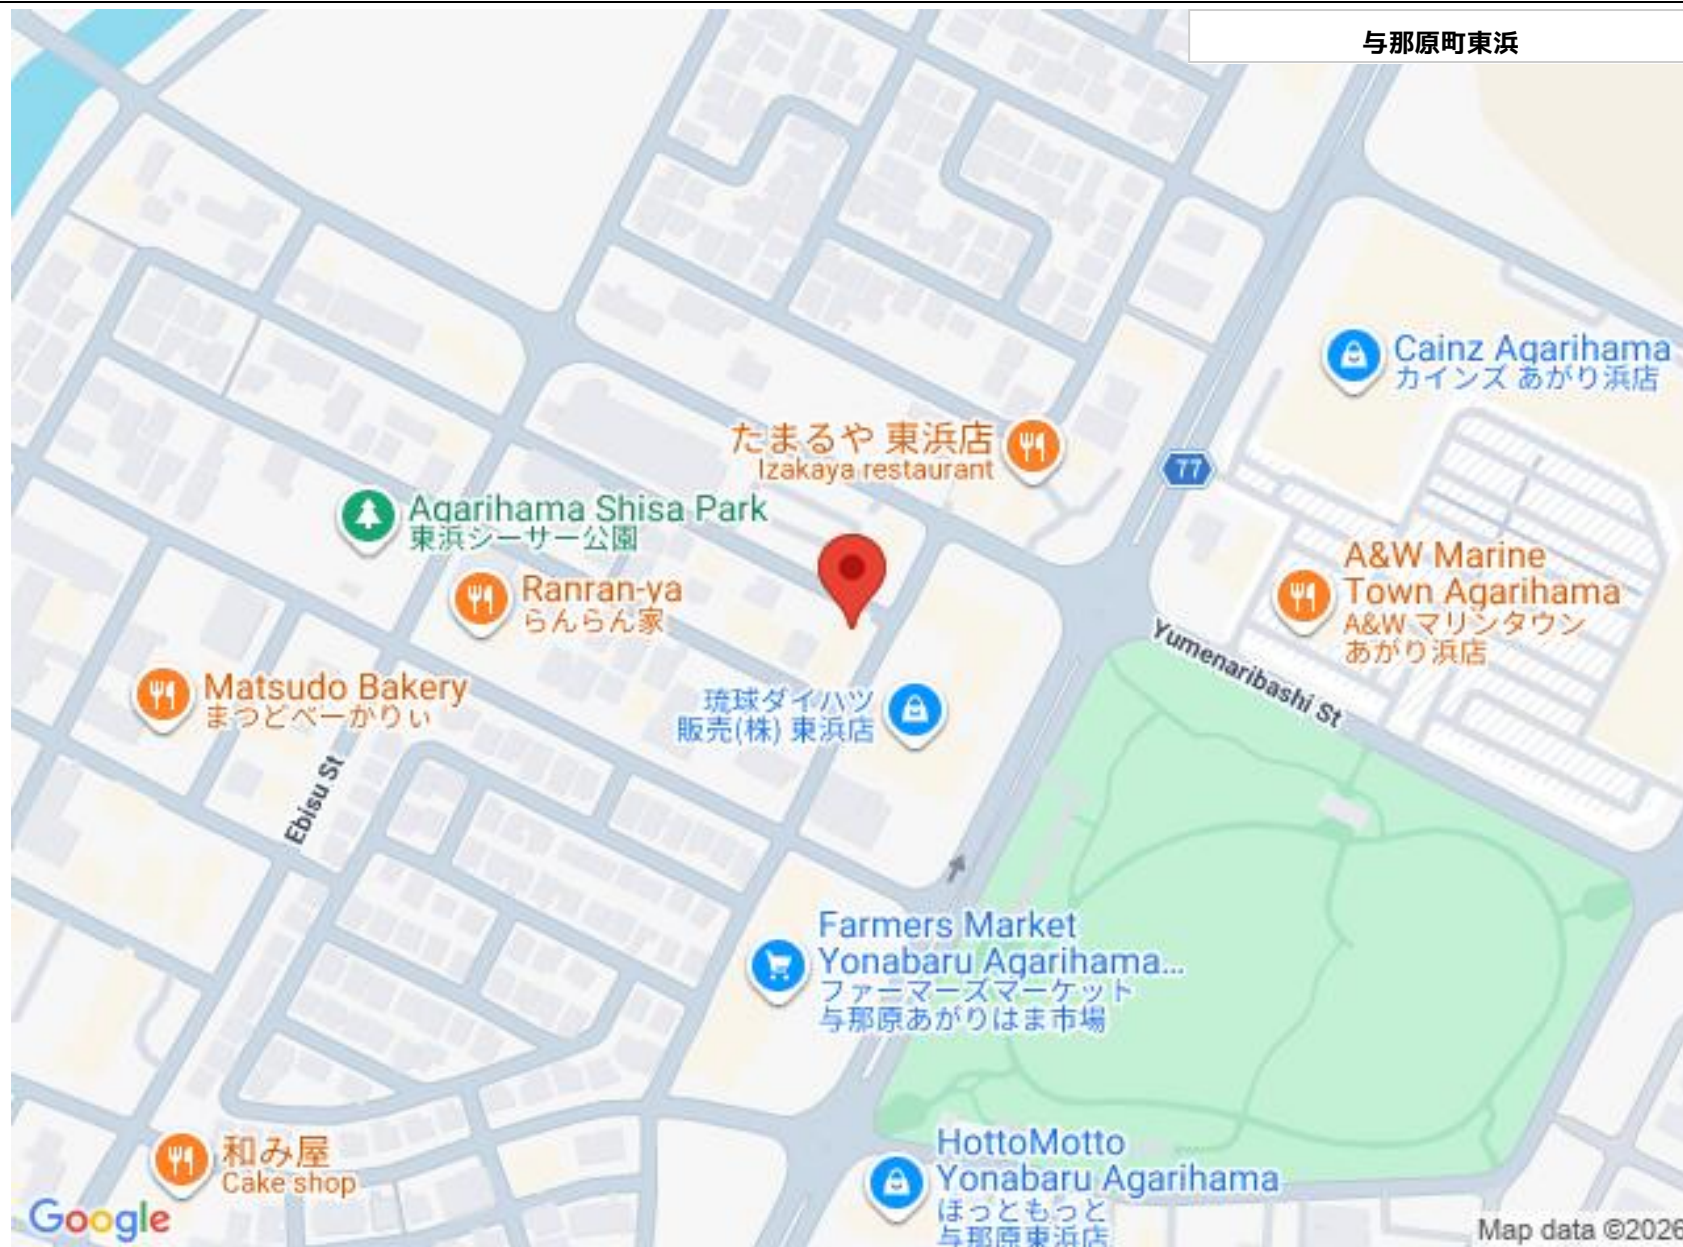 与那原町東浜
Cainz Agarihama
カインズ あがり浜店
たまるや 東浜店
Izakaya restaurant
77
Agarihama Shisa Park
東浜シーサー公園
A&W Marine
Town Agarihama
A&W マリンタウン
あがり浜店
Ranran-ya
らんらん家
Yumenaribashi St
Matsudo Bakery
まつどべーかりぃ
琉球ダイハツ
販売(株) 東浜店
Ebisu St
Farmers Market
Yonabaru Agarihama...
ファーマーズマーケット
与那原あがりはま市場
和み屋
Cake shop
HottoMotto
Yonabaru Agarihama
ほっともっと
与那原東浜店
Google
Map data ©2026